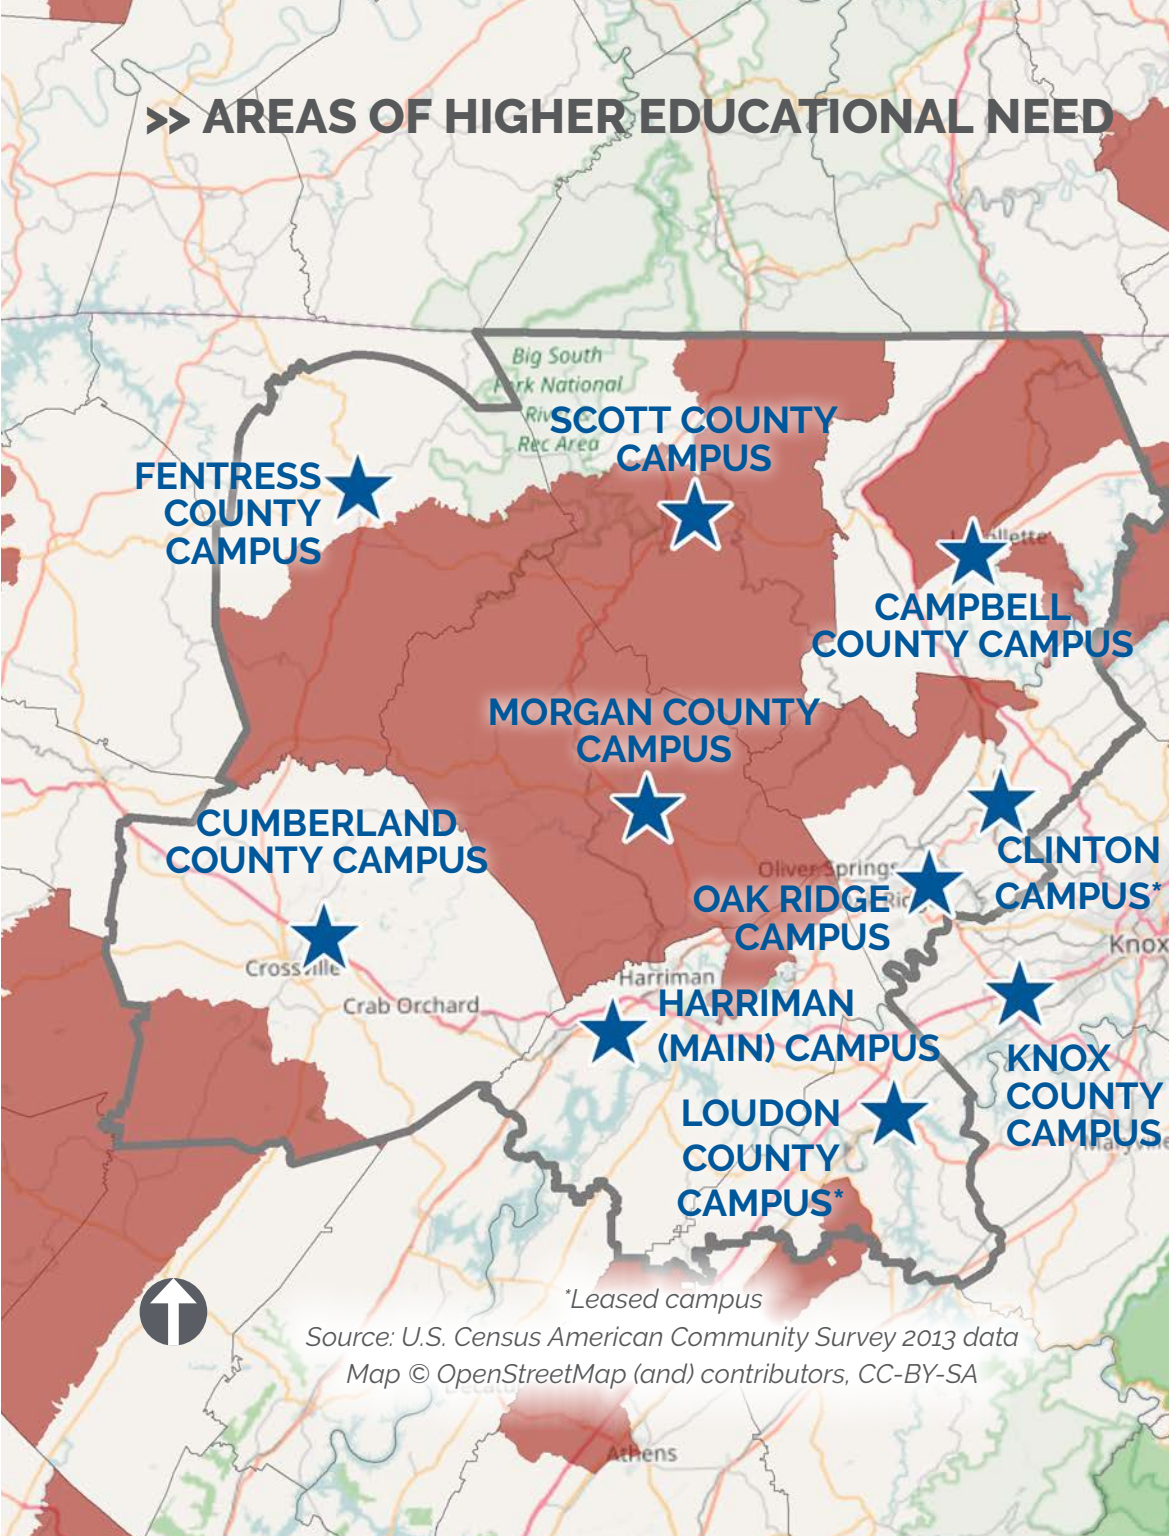 >> AREAS OF HIGHER EDUCATIONAL NEED
Big South
Fork National
Rec Area
SCOTT COUNTY
CAMPUS
FENTRESS
COUNTY
CAMPUS
CAMPBELL
COUNTY CAMPUS
MORGAN COUNTY
CAMPUS
CUMBERLAND
COUNTY CAMPUS
CLINTON
CAMPUS*
Oliver Springs
OAK RIDGE
CAMPUS
Knox
Crossville
Crab Orchard
Harriman
HARRIMAN
(MAIN) CAMPUS
KNOX
COUNTY
CAMPUS
LOUDON
COUNTY
CAMPUS*
*Leased campus
Source: U.S. Census American Community Survey 2013 data
Map © OpenStreetMap (and) contributors, CC-BY-SA
Athens